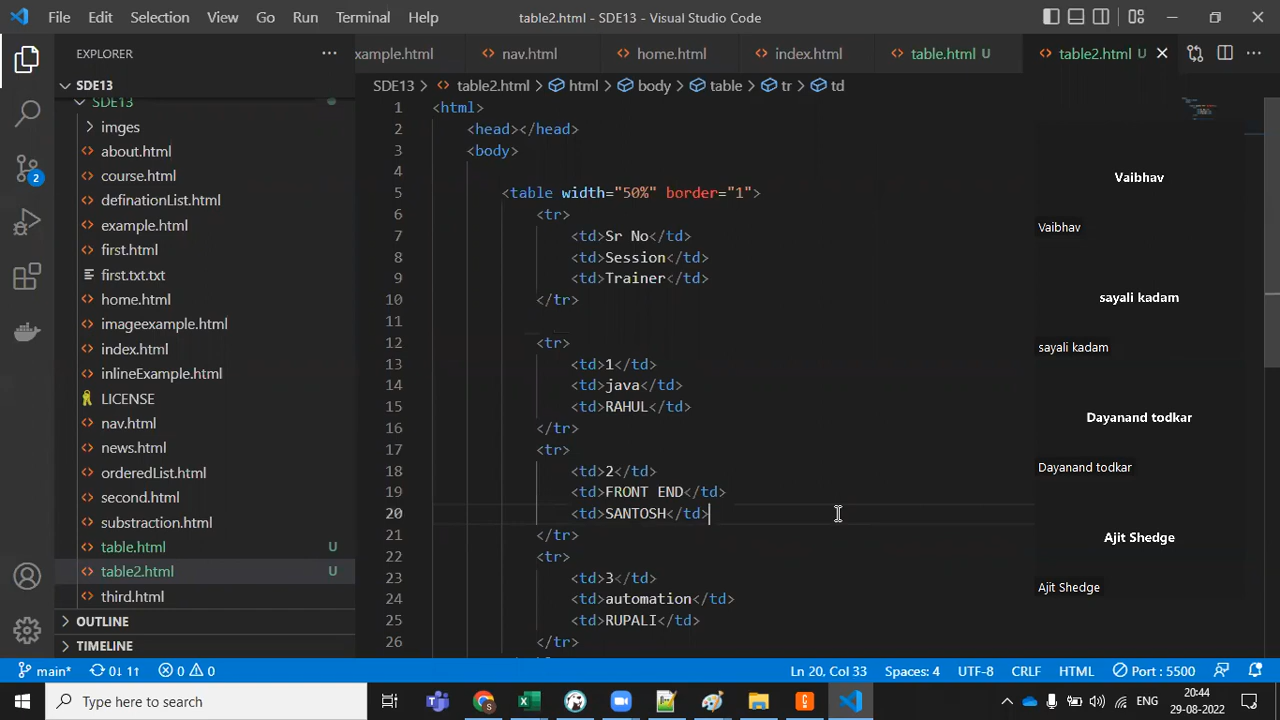 File Edit Selection View Go Run Terminal Help table2.html - SDE13 - Visual Studio Code
EXPLORER
example.html nav.html home.html index.html table.html U table2.html U
SDE13
SDE13
imges
about.html
course.html
definationList.html
example.html
first.html
first.txt.txt
home.html
imageexample.html
index.html
inlineExample.html
LICENSE
nav.html
news.html
orderedList.html
second.html
substraction.html
table.html U
table2.html U
third.html
OUTLINE
TIMELINE
2
SDE13 > table2.html > html > body > table > tr > td
1 <html>
2 <head></head>
3 <body>
4
5 <table width="50%" border="1">
6 <tr>
7 <td>Sr No</td>
8 <td>Session</td>
9 <td>Trainer</td>
10 </tr>
11
12 <tr>
13 <td>1</td>
14 <td>java</td>
15 <td>RAHUL</td>
16 </tr>
17 <tr>
18 <td>2</td>
19 <td>FRONT END</td>
20 <td>SANTOSH</td>
21 </tr>
22 <tr>
23 <td>3</td>
24 <td>automation</td>
25 <td>RUPALI</td>
26 </tr>
Vaibhav
Vaibhav
sayali kadam
sayali kadam
Dayanand todkar
Dayanand todkar
Ajit Shedge
Ajit Shedge
main* 0↓ 1↑ 0 0 Ln 20, Col 33 Spaces: 4 UTF-8 CRLF HTML Port : 5500
Type here to search
ENG
20:44
29-08-2022